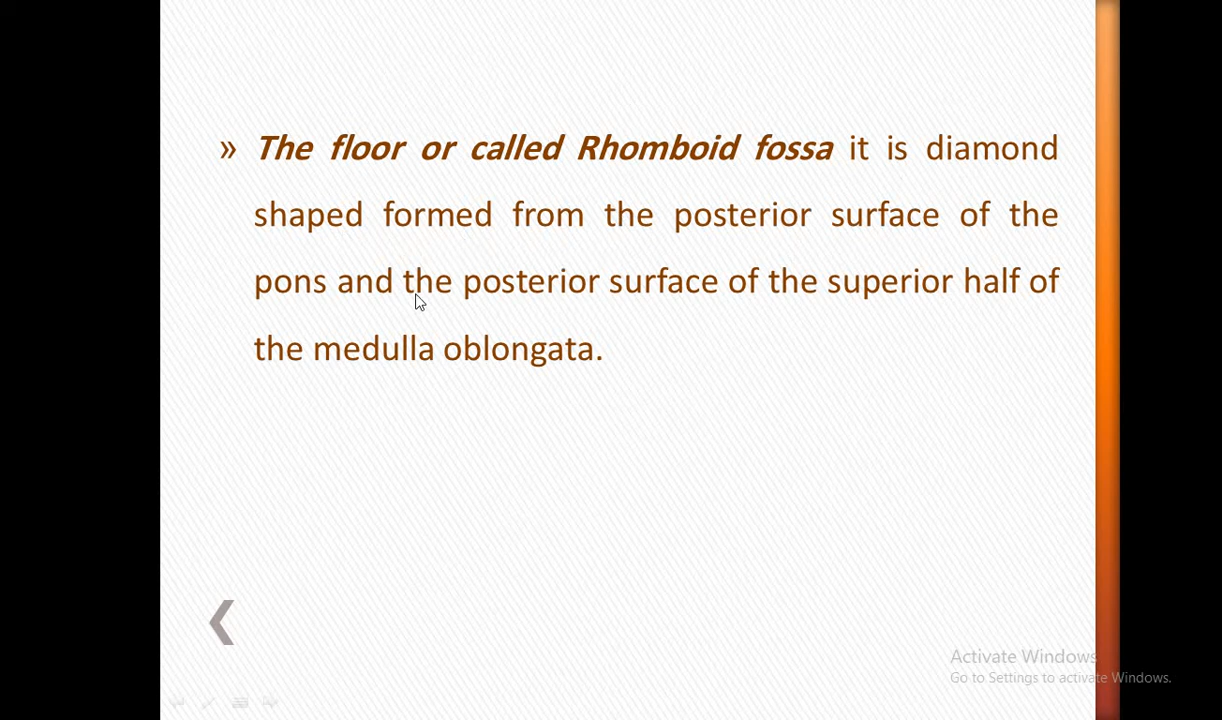 » The floor or called Rhomboid fossa it is diamond
shaped formed from the posterior surface of the
pons and the posterior surface of the superior half of
the medulla oblongata.
Activate Windows
Go to Settings to activate Windows.